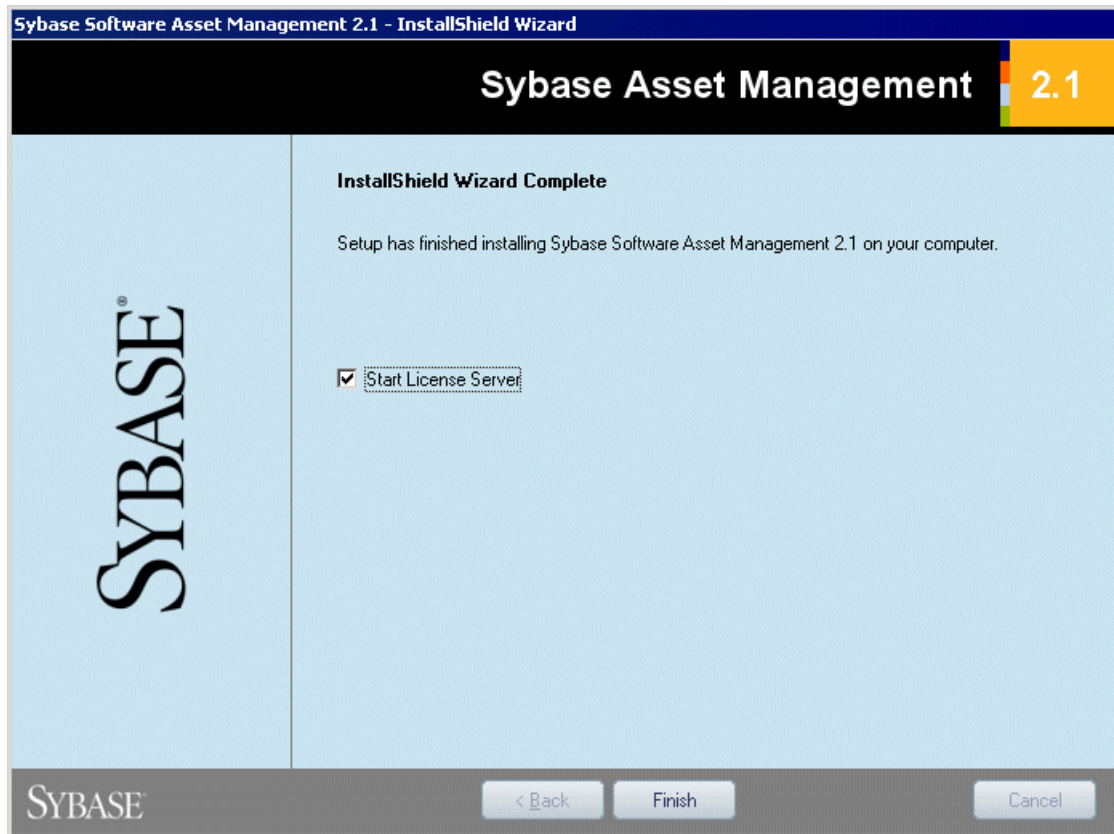 Sybase Software Asset Management 2.1 - InstallShield Wizard
Sybase Asset Management 2.1
InstallShield Wizard Complete
Setup has finished installing Sybase Software Asset Management 2.1 on your computer.
SYBASE®
Start License Server
SYBASE
< Back
Finish
Cancel